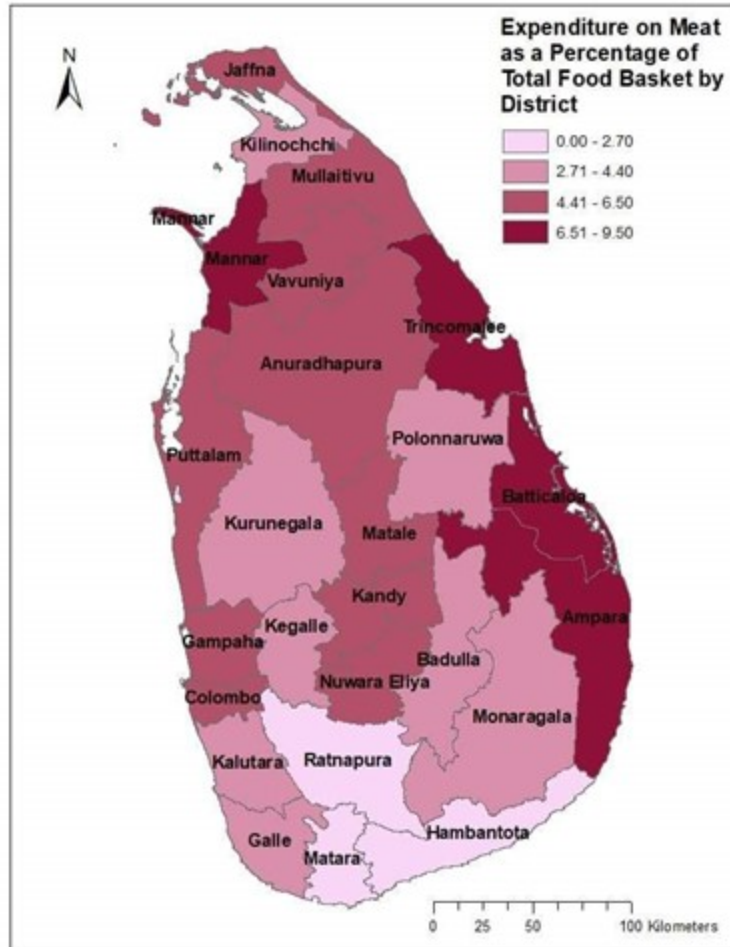 Expenditure on Meat
as a Percentage of
Total Food Basket by
District
0.00 - 2.70
2.71 - 4.40
4.41 - 6.50
6.51 - 9.50
N
Jaffna
Kilinochchi
Mullaitivu
Mannar
Mannar
Vavuniya
Trincomalee
Anuradhapura
Polonnaruwa
Puttalam
Batticaloa
Kurunegala
Matale
Kandy
Ampara
Kegalle
Gampaha
Badulla
Nuwara Eliya
Colombo
Monaragala
Kalutara
Ratnapura
Hambantota
Galle
Matara
0 25 50 100 Kilometers